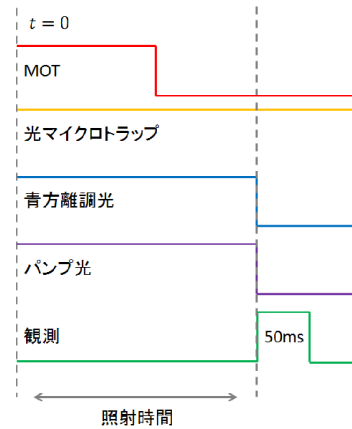 t = 0
MOT
光マイクロトラップ
青方離調光
パンプ光
観測
50ms
照射時間